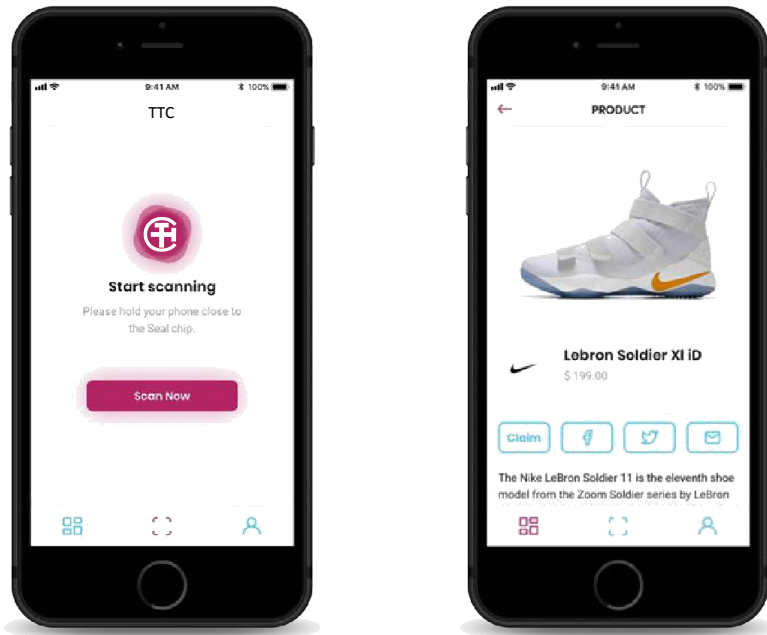 9:41 AM
100%
TTC
Start scanning
Please hold your phone close to
the Seal chip.
Scan Now
9:41 AM
100%
PRODUCT
Lebron Soldier XI iD
$ 199.00
Claim
The Nike LeBron Soldier 11 is the eleventh shoe
model from the Zoom Soldier series by LeBron